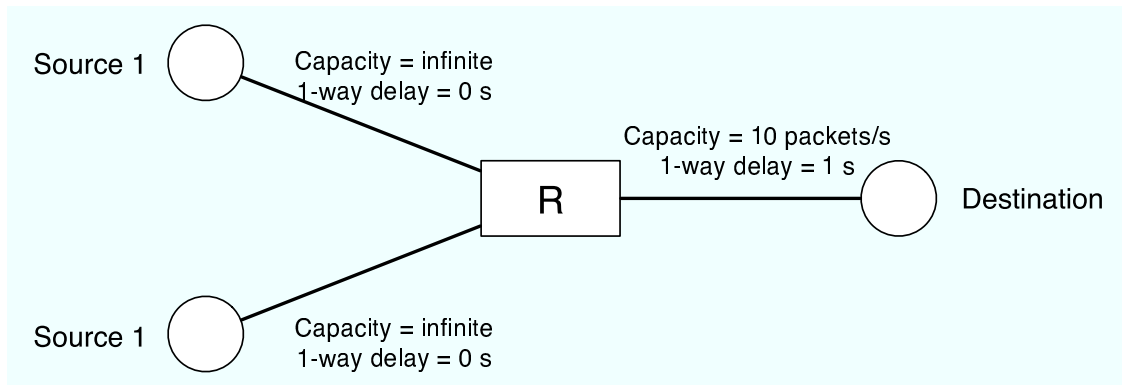 Source 1
Capacity = infinite
1-way delay = 0 s
Capacity = 10 packets/s
1-way delay = 1 s
R
Destination
Source 1
Capacity = infinite
1-way delay = 0 s